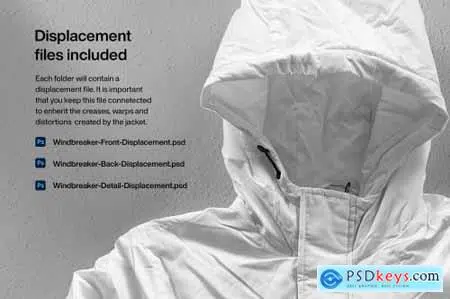 Displacement
files included
Each folder will contain a
displacement file. It is important
that you keep this file connetected
to enherit the creases, warps and
distortions created by the jacket.
Ps Windbreaker-Front-Displacement.psd
Ps Windbreaker-Back-Displacement.psd
Ps Windbreaker-Detail-Displacement.psd
PSDkeys.com